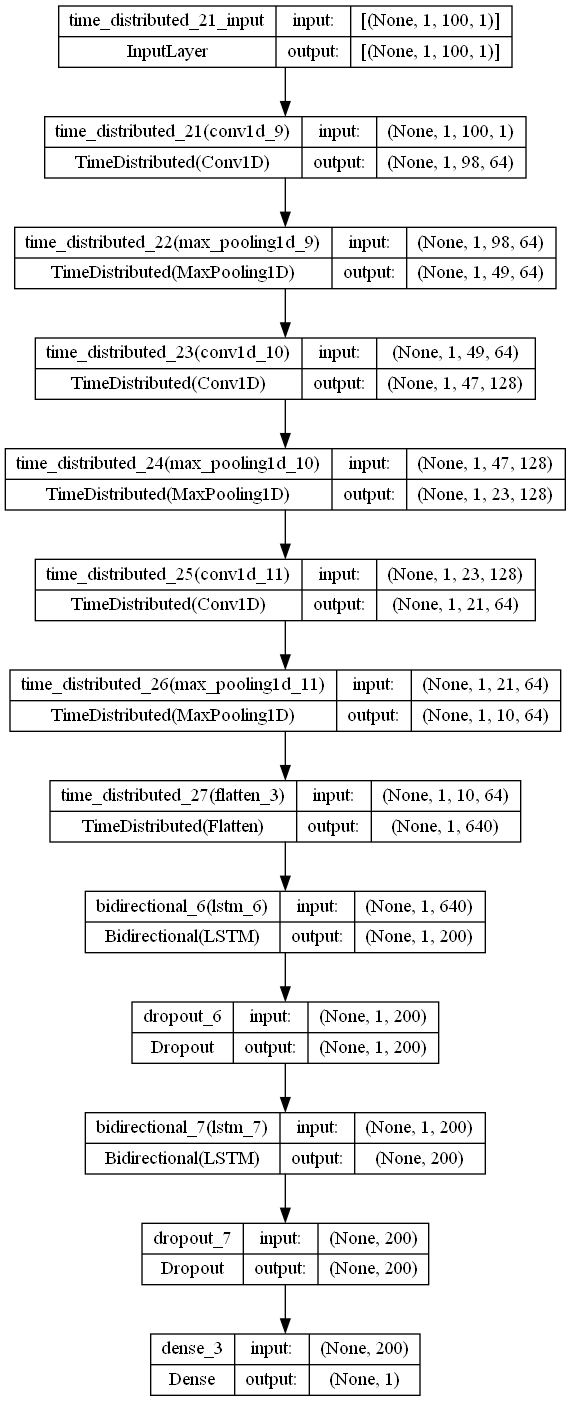 time_distributed_21_input input: [(None, 1, 100, 1)]
InputLayer output: [(None, 1, 100, 1)]
time_distributed_21(conv1d_9) input: (None, 1, 100, 1)
TimeDistributed(Conv1D) output: (None, 1, 98, 64)
time_distributed_22(max_pooling1d_9) input: (None, 1, 98, 64)
TimeDistributed(MaxPooling1D) output: (None, 1, 49, 64)
time_distributed_23(conv1d_10) input: (None, 1, 49, 64)
TimeDistributed(Conv1D) output: (None, 1, 47, 128)
time_distributed_24(max_pooling1d_10) input: (None, 1, 47, 128)
TimeDistributed(MaxPooling1D) output: (None, 1, 23, 128)
time_distributed_25(conv1d_11) input: (None, 1, 23, 128)
TimeDistributed(Conv1D) output: (None, 1, 21, 64)
time_distributed_26(max_pooling1d_11) input: (None, 1, 21, 64)
TimeDistributed(MaxPooling1D) output: (None, 1, 10, 64)
time_distributed_27(flatten_3) input: (None, 1, 10, 64)
TimeDistributed(Flatten) output: (None, 1, 640)
bidirectional_6(lstm_6) input: (None, 1, 640)
Bidirectional(LSTM) output: (None, 1, 200)
dropout_6 input: (None, 1, 200)
Dropout output: (None, 1, 200)
bidirectional_7(lstm_7) input: (None, 1, 200)
Bidirectional(LSTM) output: (None, 200)
dropout_7 input: (None, 200)
Dropout output: (None, 200)
dense_3 input: (None, 200)
Dense output: (None, 1)